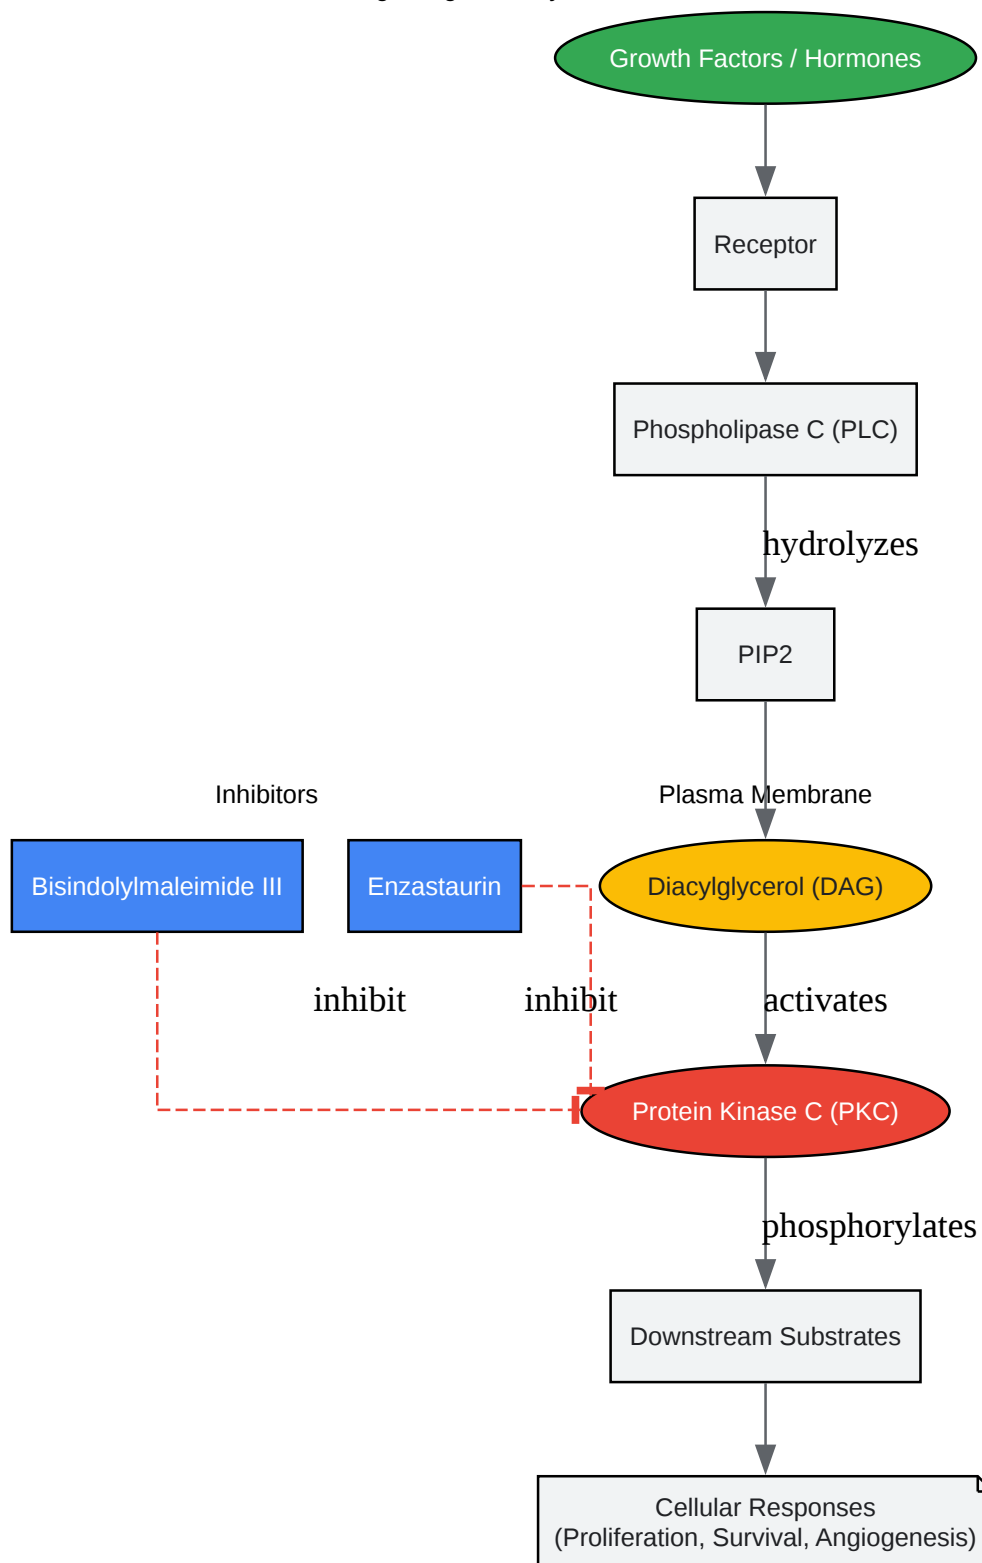 Growth Factors / Hormones
Receptor
Phospholipase C (PLC)
hydrolyzes
PIP2
Inhibitors
Plasma Membrane
Bisindolylmaleimide III
Enzastaurin
Diacylglycerol (DAG)
inhibit
inhibit
activates
Protein Kinase C (PKC)
phosphorylates
Downstream Substrates
Cellular Responses
(Proliferation, Survival, Angiogenesis)